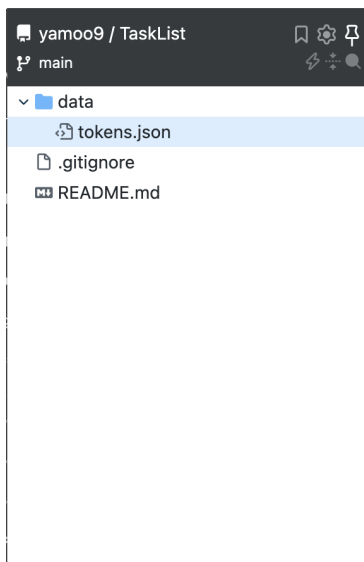 yamoo9 / TaskList
main
data
tokens.json
.gitignore
README.md